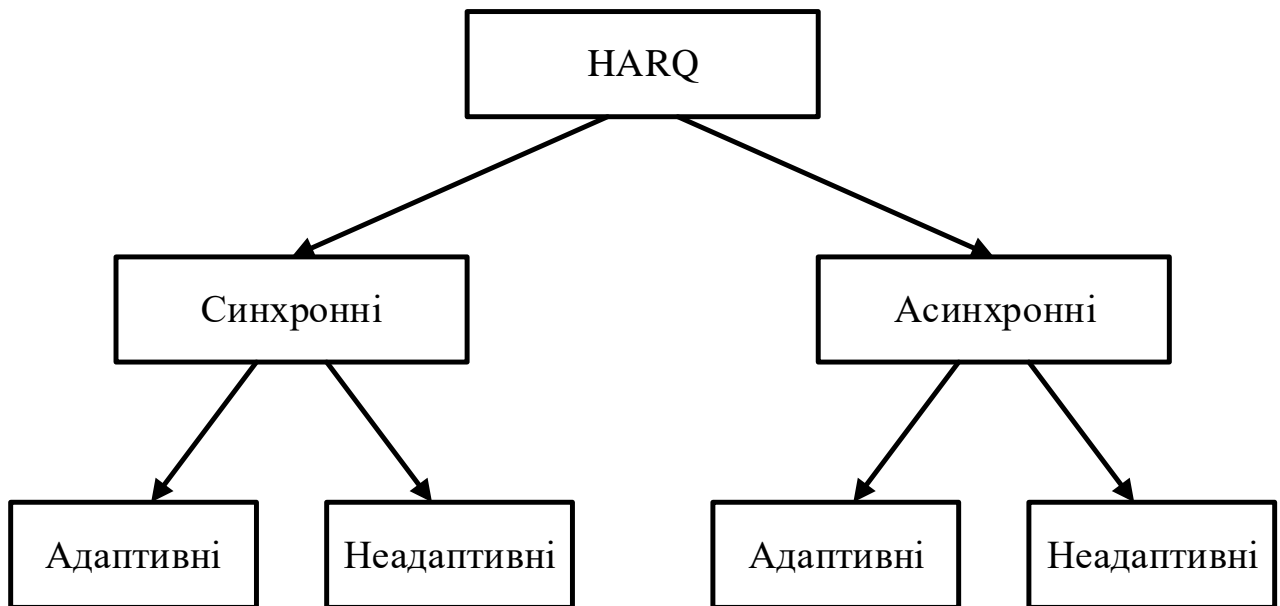 HARQ
Синхронні
Асинхронні
Адаптивні
Неадаптивні
Адаптивні
Неадаптивні